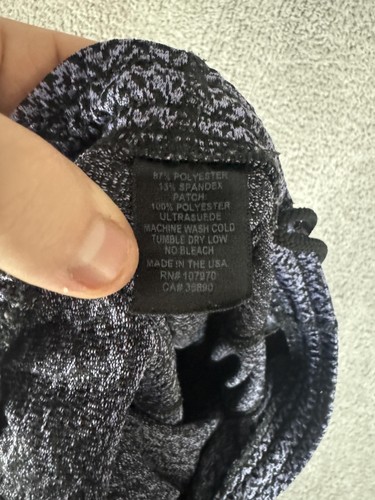 87% POLYESTER
13% SPANDEX
PATCH:
100% POLYESTER
ULTRASUEDE
MACHINE WASH COLD
TUMBLE DRY LOW
NO BLEACH
MADE IN THE USA
RN# 107970
CA# 35890